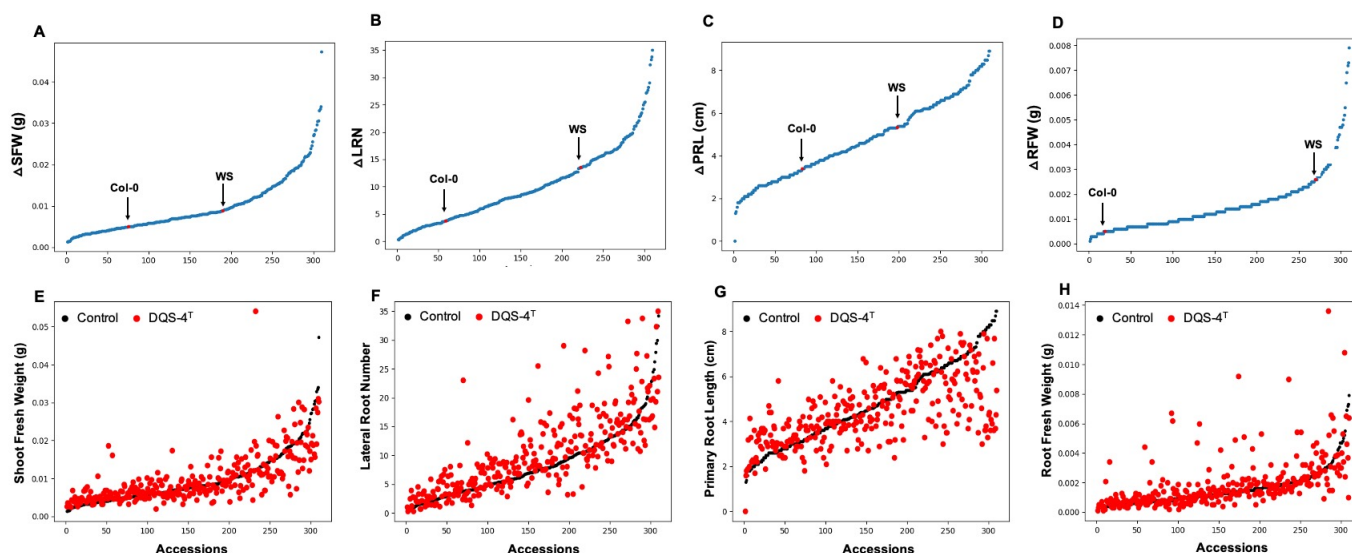 A
ΔSFW (g)
0.04
0.03
0.02
0.01
0.00
Col-0
WS
0 50 100 150 200 250 300
B
ΔLRN
35
30
25
20
15
10
5
0
Col-0
WS
0 50 100 150 200 250 300
C
ΔPRL (cm)
8
6
4
2
0
Col-0
WS
0 50 100 150 200 250 300
D
ΔRFW (g)
0.008
0.007
0.006
0.005
0.004
0.003
0.002
0.001
0.000
Col-0
WS
0 50 100 150 200 250 300
E
Shoot Fresh Weight (g)
0.05
0.04
0.03
0.02
0.01
0.00
Control DQS-4ᵀ
0 50 100 150 200 250 300
Accessions
F
Lateral Root Number
35
30
25
20
15
10
5
0
Control DQS-4ᵀ
0 50 100 150 200 250 300
Accessions
G
Primary Root Length (cm)
8
6
4
2
0
Control DQS-4ᵀ
0 50 100 150 200 250 300
Accessions
H
Root Fresh Weight (g)
0.014
0.012
0.010
0.008
0.006
0.004
0.002
0.000
Control DQS-4ᵀ
0 50 100 150 200 250 300
Accessions